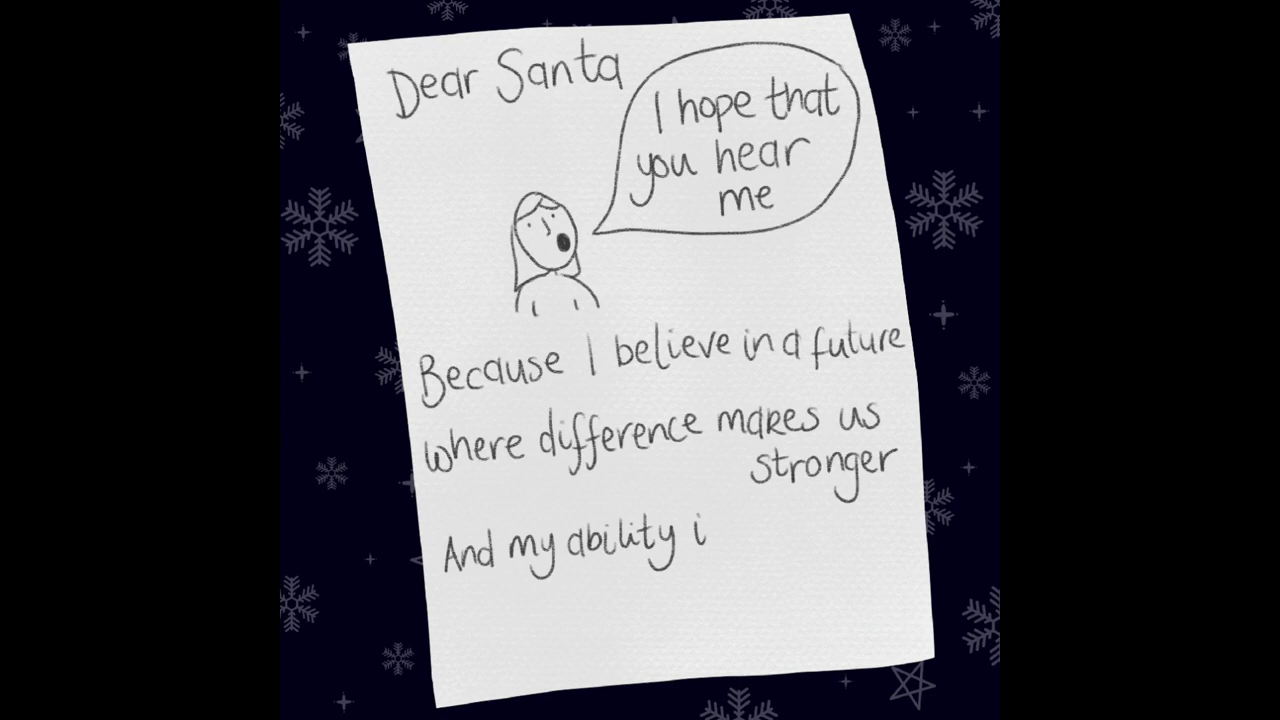 Dear Santa
I hope that
you hear
me
Because I believe in a future
where difference makes us
stronger
And my ability i